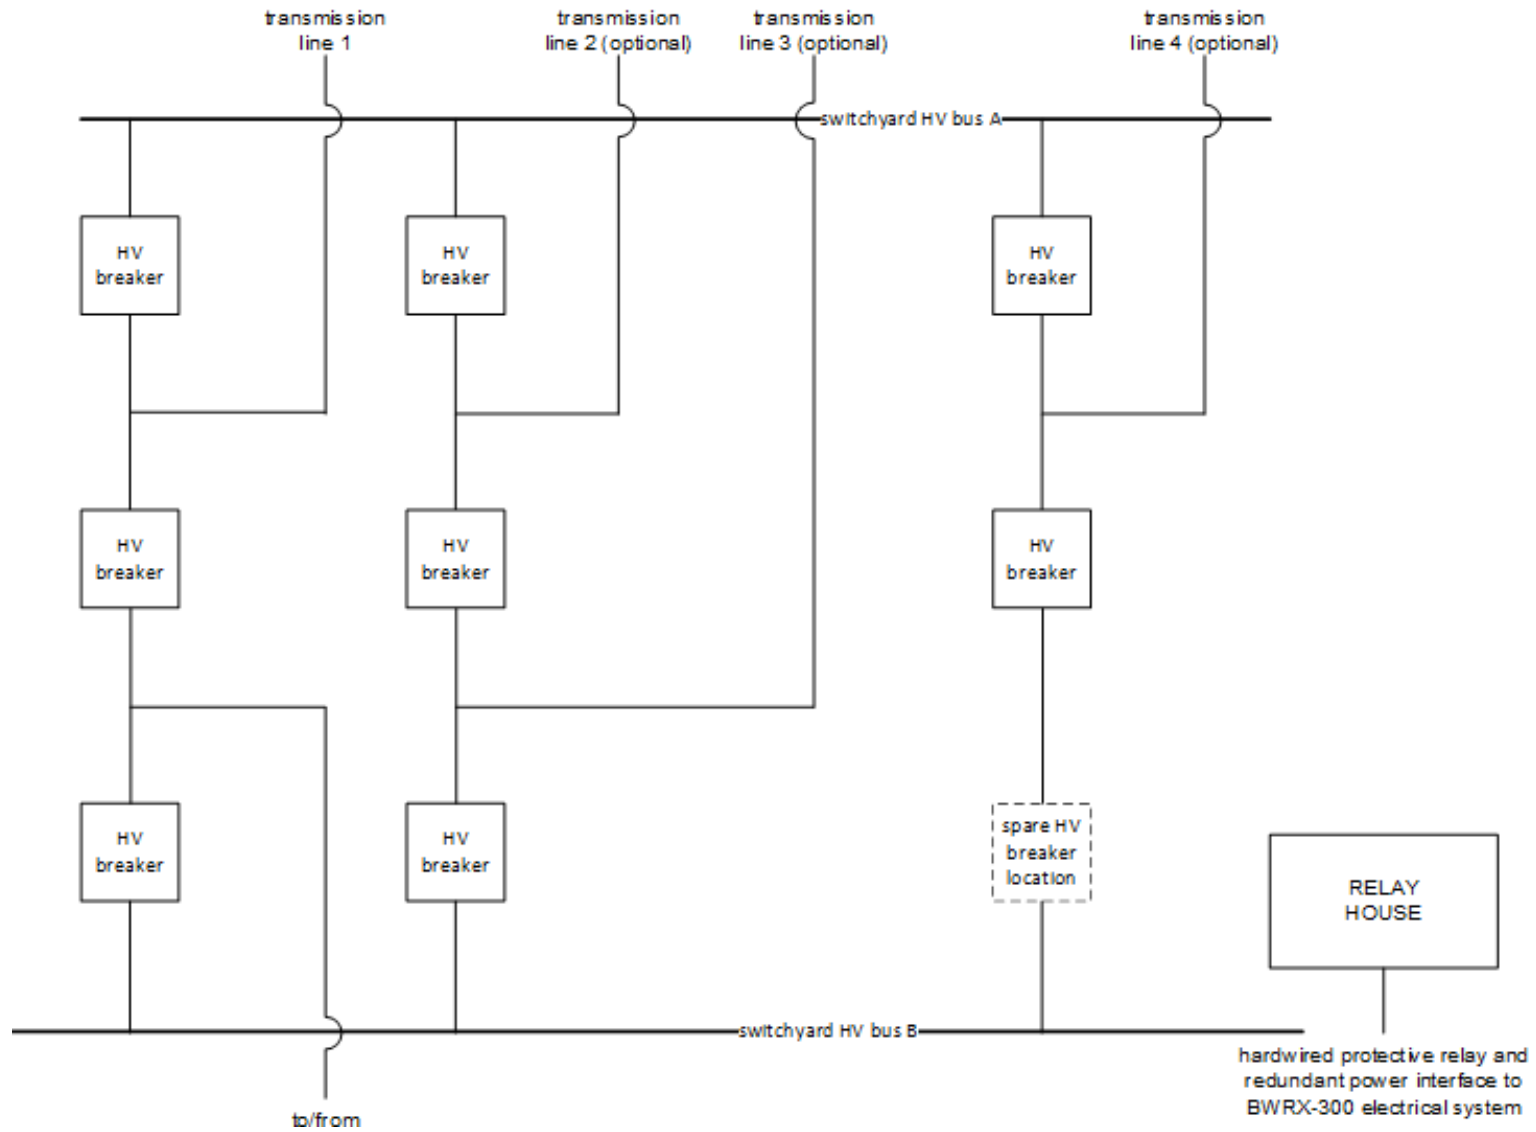 transmission
line 1
transmission
line 2 (optional)
transmission
line 3 (optional)
transmission
line 4 (optional)
switchyard HV bus A
HV
breaker
HV
breaker
HV
breaker
HV
breaker
HV
breaker
HV
breaker
HV
breaker
HV
breaker
spare HV
breaker
location
RELAY
HOUSE
switchyard HV bus B
hardwired protective relay and
redundant power interface to
BWRX-300 electrical system
to/from